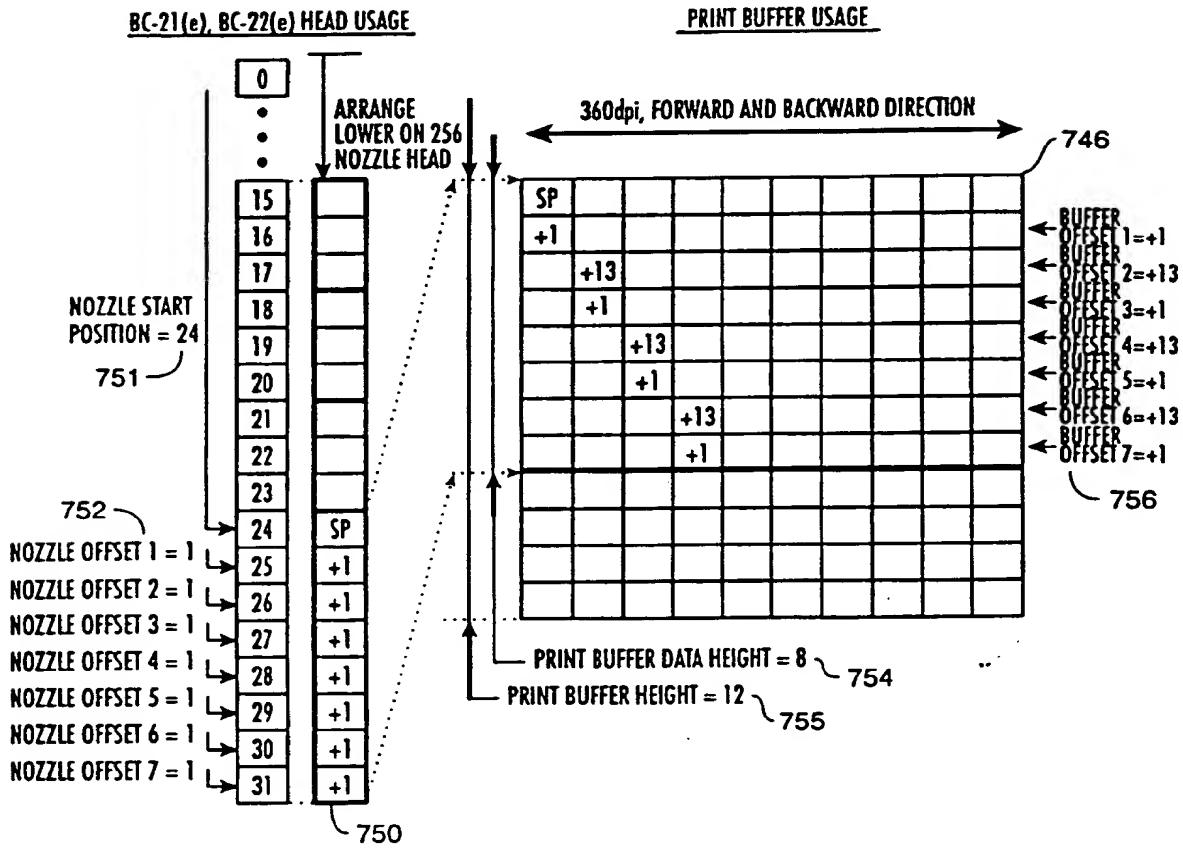 BC-21(e), BC-22(e) HEAD USAGE
PRINT BUFFER USAGE
0
ARRANGE
LOWER ON 256
NOZZLE HEAD
360dpi, FORWARD AND BACKWARD DIRECTION
746
15
16
17
18
19
20
21
22
23
24
25
26
27
28
29
30
31
NOZZLE START
POSITION = 24
751
752
NOZZLE OFFSET 1 = 1
NOZZLE OFFSET 2 = 1
NOZZLE OFFSET 3 = 1
NOZZLE OFFSET 4 = 1
NOZZLE OFFSET 5 = 1
NOZZLE OFFSET 6 = 1
NOZZLE OFFSET 7 = 1
SP
+1
+1
+1
+1
+1
+1
+1
750
SP
+1
+13
+1
+13
+1
+13
+1
BUFFER
OFFSET 1=+1
BUFFER
OFFSET 2=+13
BUFFER
OFFSET 3=+1
BUFFER
OFFSET 4=+13
BUFFER
OFFSET 5=+1
BUFFER
OFFSET 6=+13
BUFFER
OFFSET 7=+1
756
PRINT BUFFER DATA HEIGHT = 8
754
PRINT BUFFER HEIGHT = 12
755